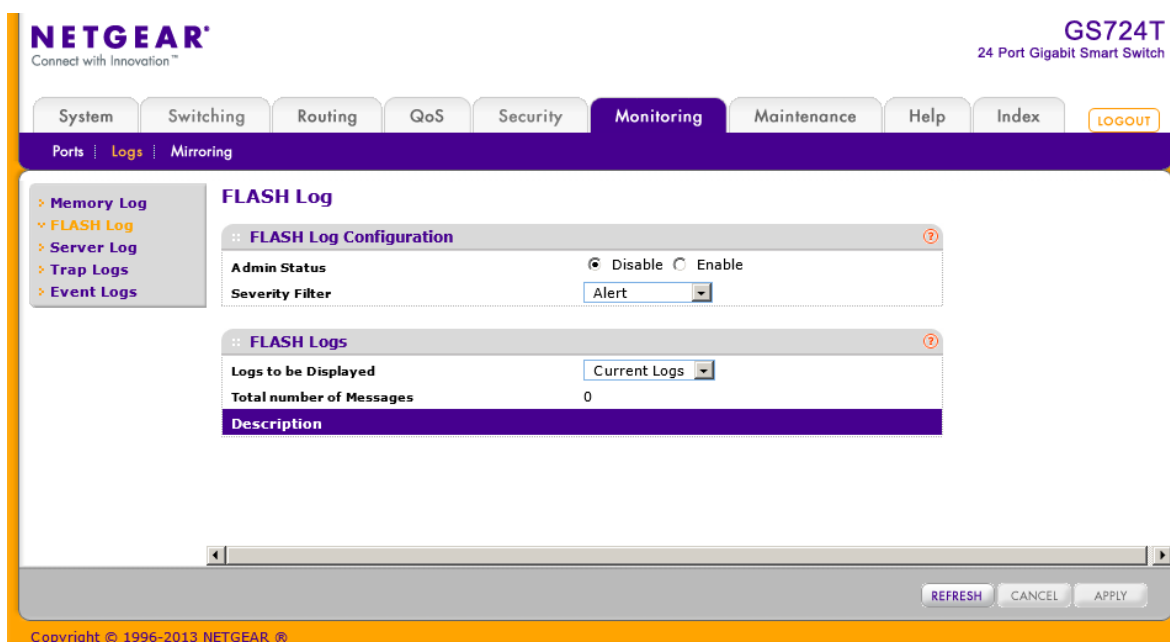 NETGEAR®
Connect with Innovation™
GS724T
24 Port Gigabit Smart Switch
System Switching Routing QoS Security Monitoring Maintenance Help Index LOGOUT
Ports Logs Mirroring
Memory Log
FLASH Log
Server Log
Trap Logs
Event Logs
FLASH Log
FLASH Log Configuration ?
Admin Status Disable Enable
Severity Filter Alert
FLASH Logs ?
Logs to be Displayed Current Logs
Total number of Messages 0
Description
REFRESH CANCEL APPLY
Copyright © 1996-2013 NETGEAR ®